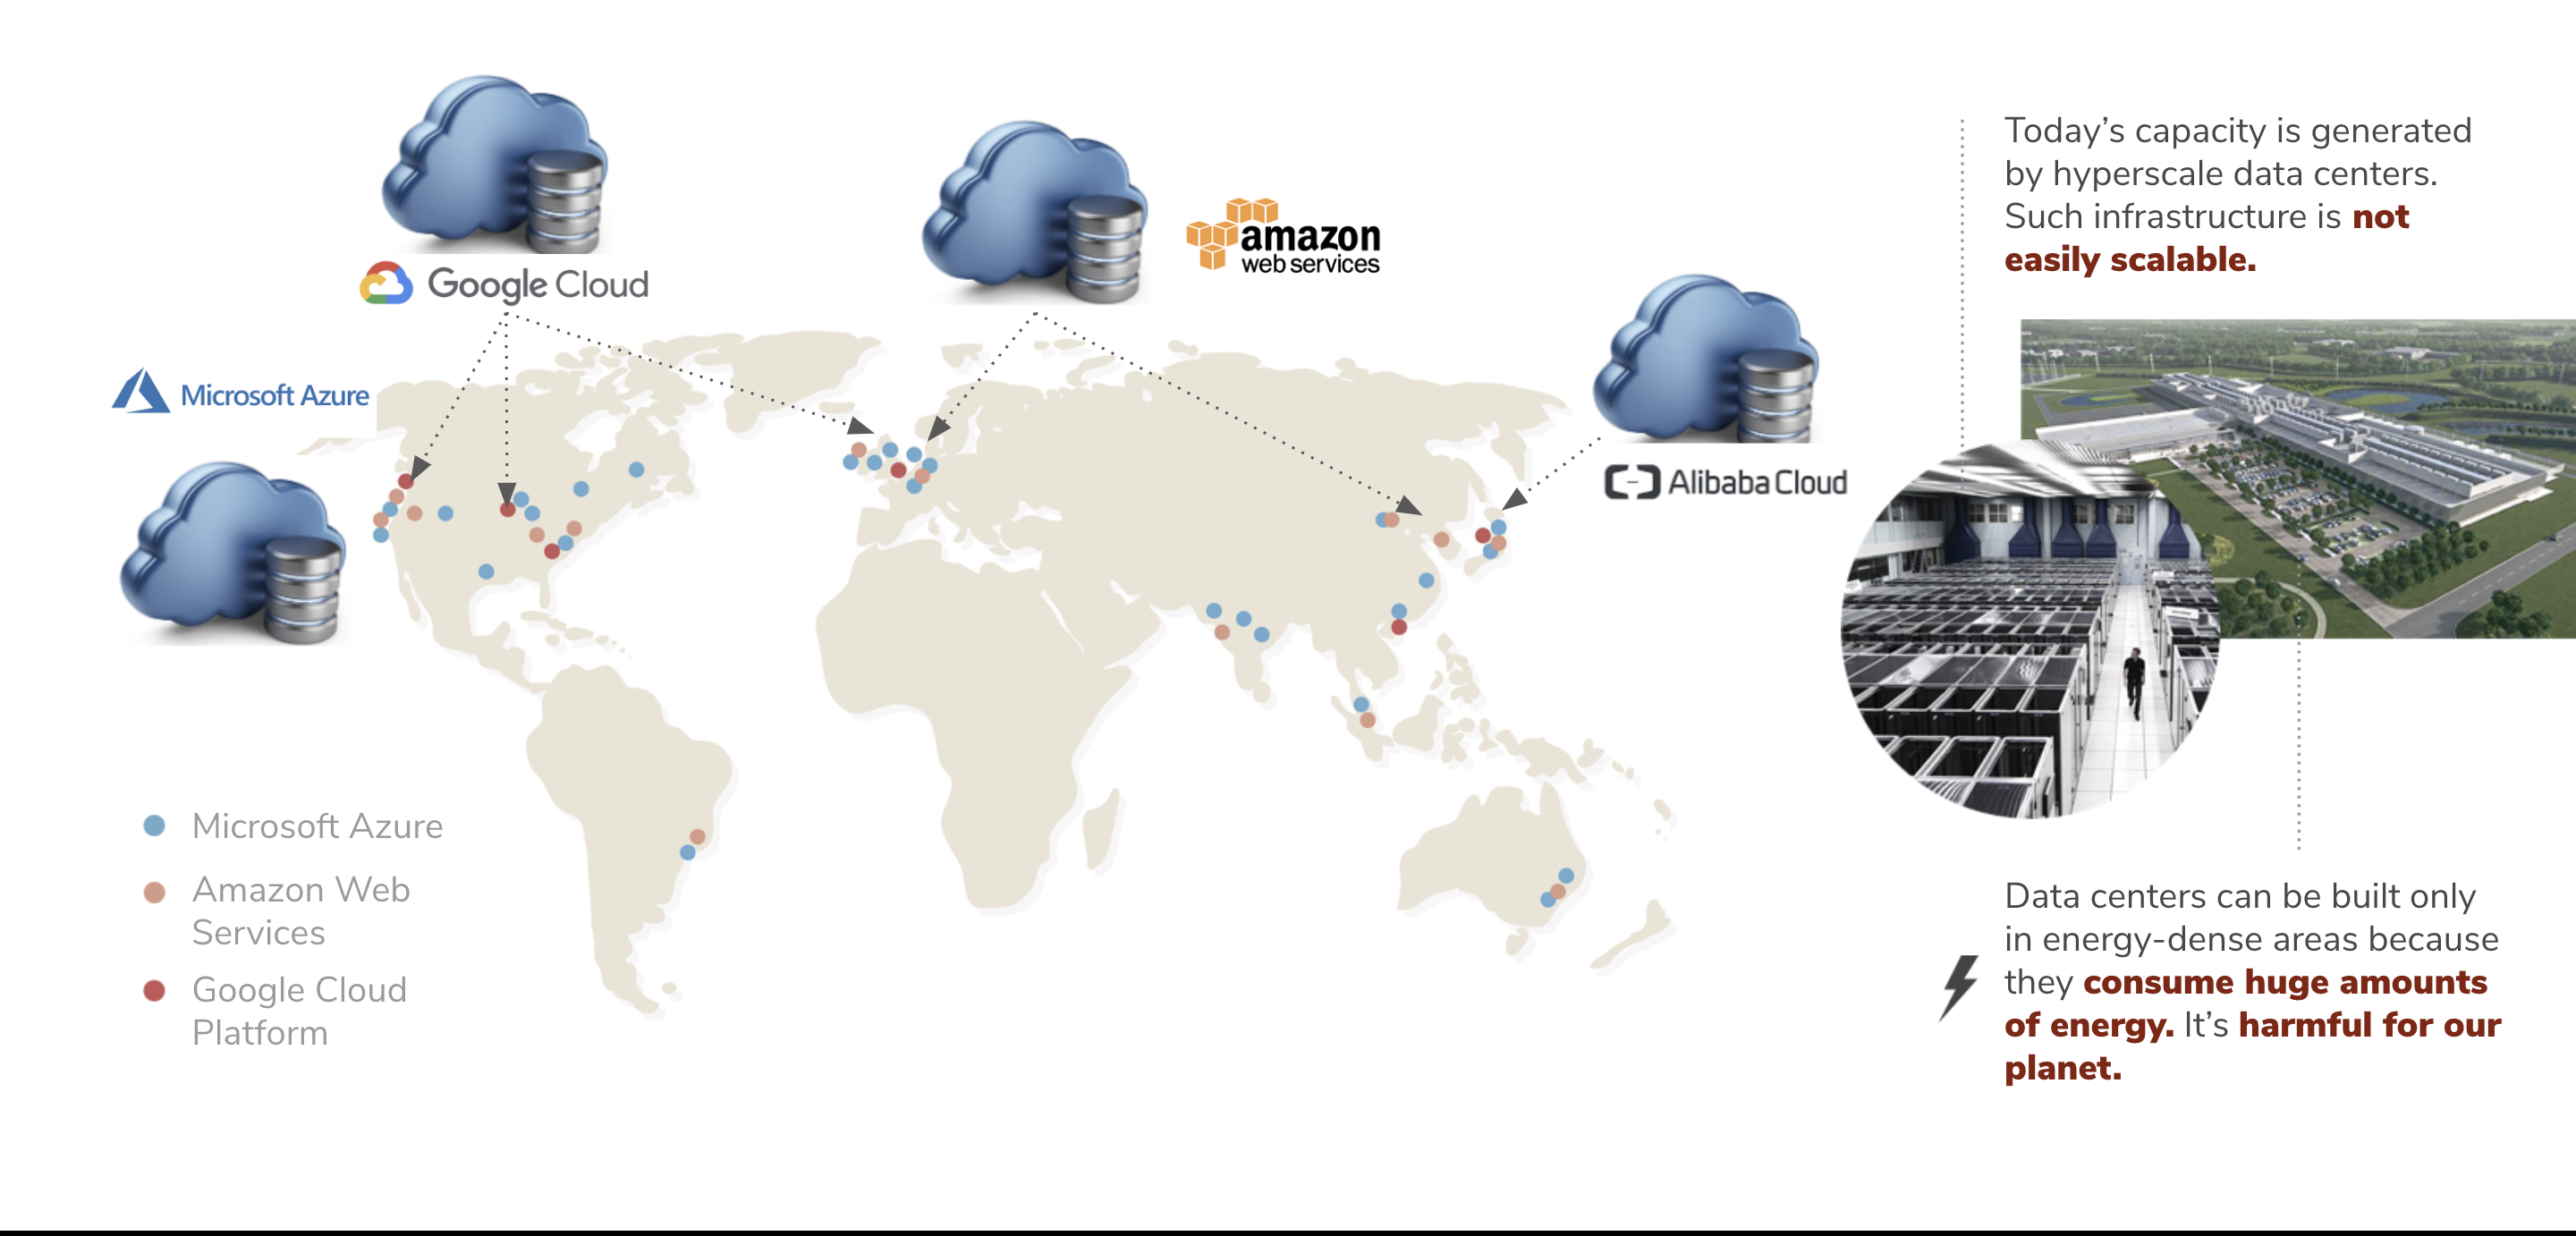 Google Cloud
amazon
web services
Microsoft Azure
Alibaba Cloud
Microsoft Azure
Amazon Web
Services
Google Cloud
Platform
Today’s capacity is generated
by hyperscale data centers.
Such infrastructure is not
easily scalable.
Data centers can be built only
in energy-dense areas because
they consume huge amounts
of energy. It’s harmful for our
planet.